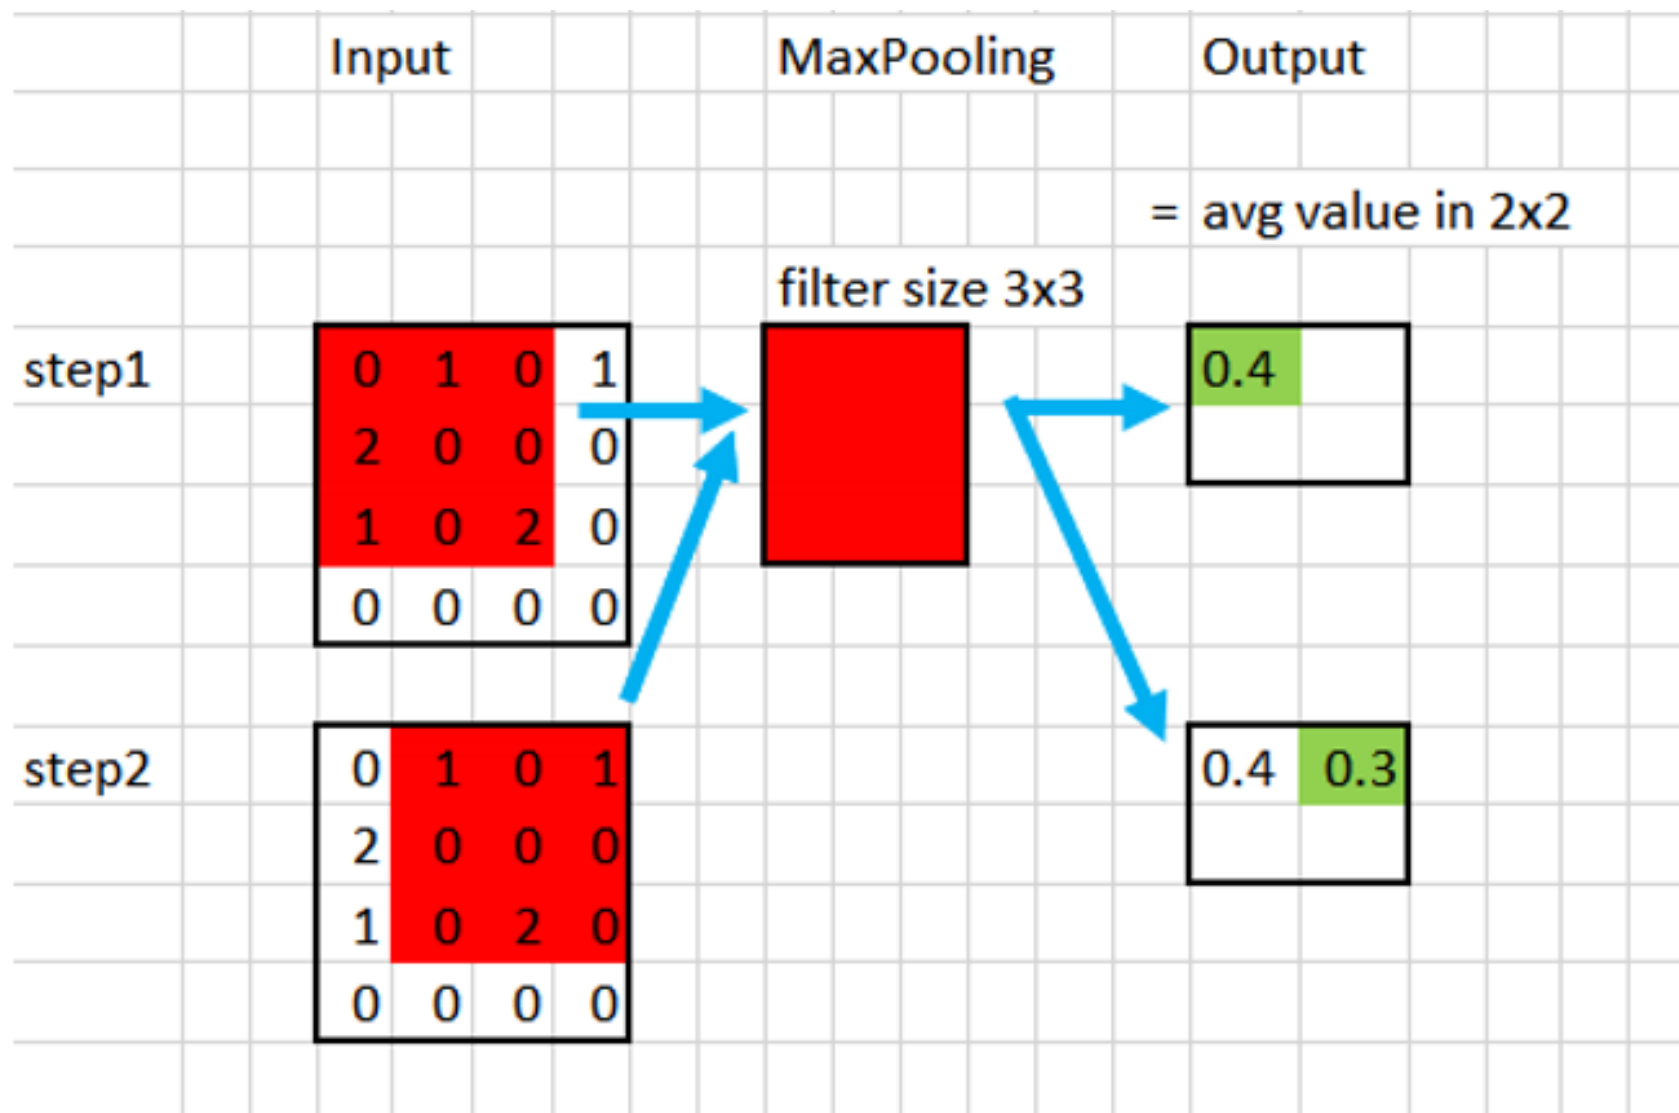 Input MaxPooling Output
= avg value in 2x2
filter size 3x3
step1 0 1 0 1 0.4
2 0 0 0
1 0 2 0
0 0 0 0
step2 0 1 0 1 0.4 0.3
2 0 0 0
1 0 2 0
0 0 0 0